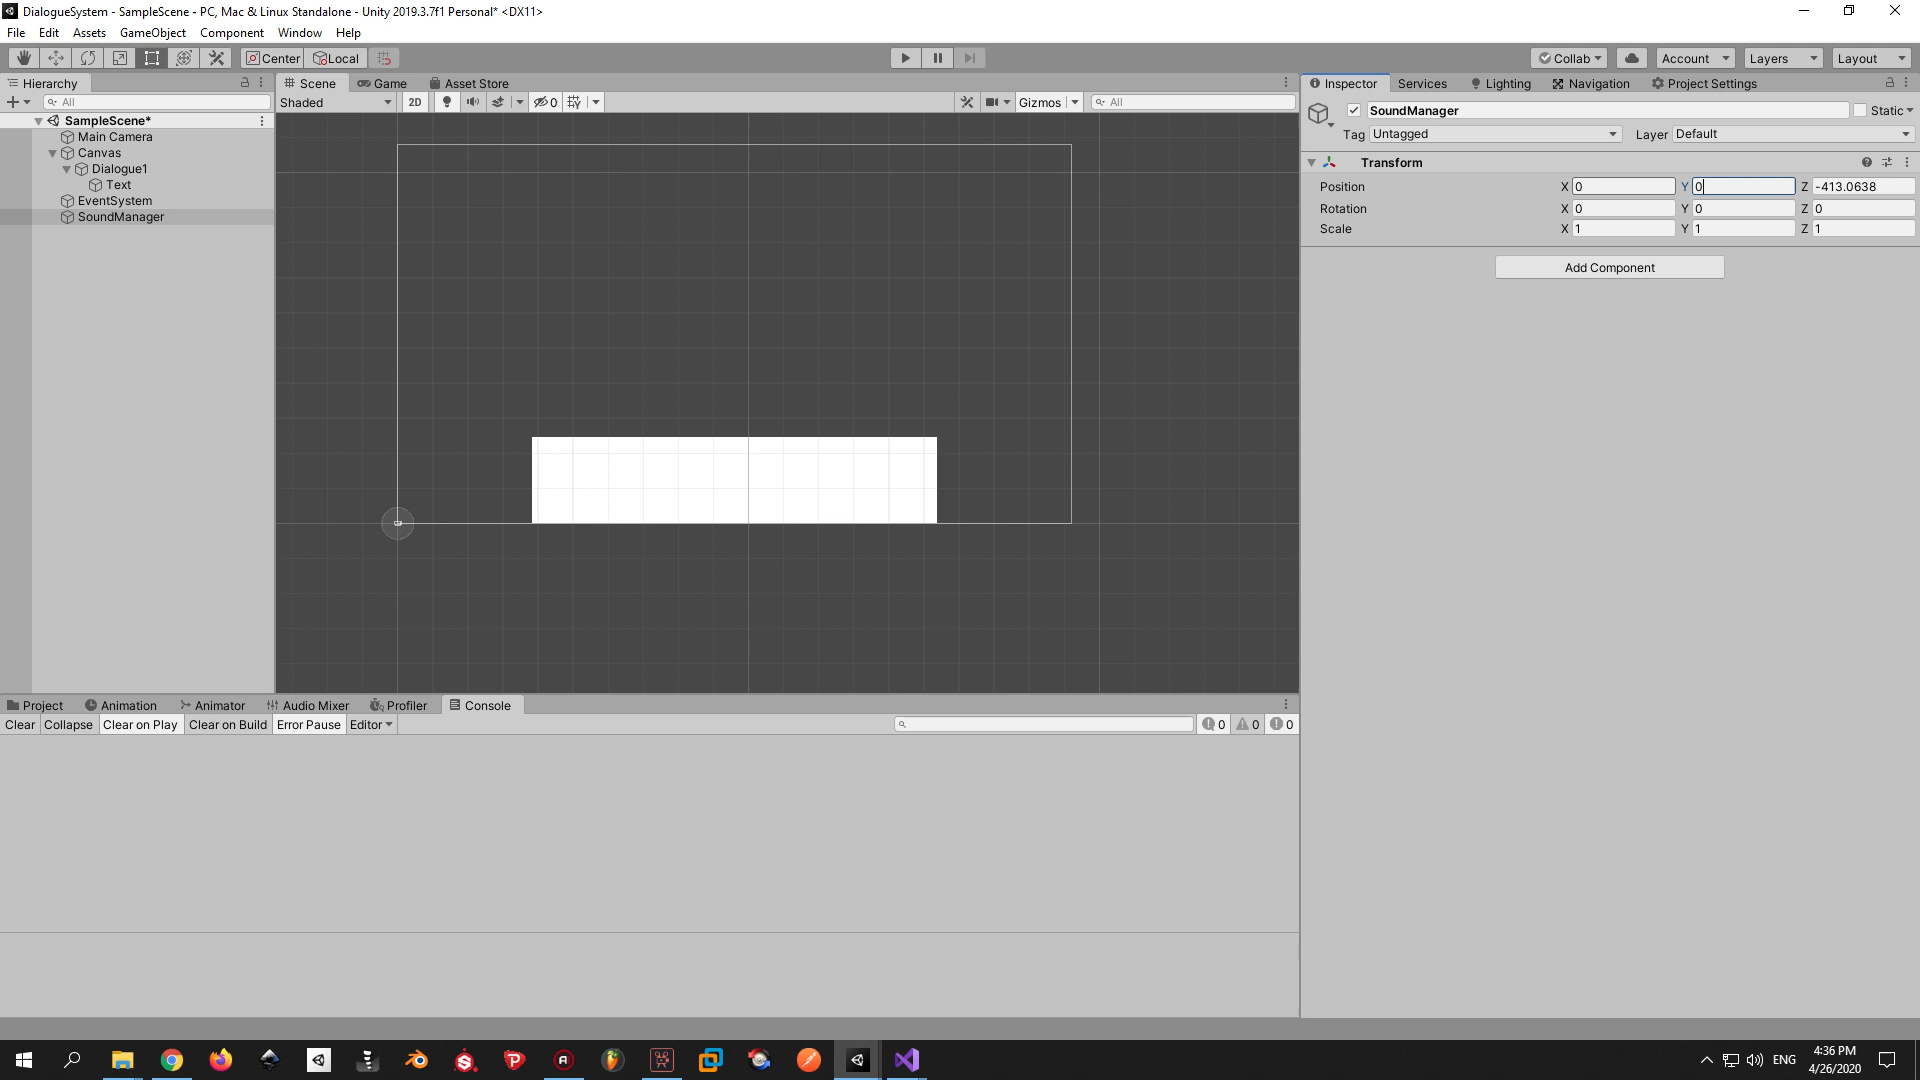 DialogueSystem - SampleScene - PC, Mac & Linux Standalone - Unity 2019.3.7f1 Personal* <DX11>
File Edit Assets GameObject Component Window Help
Center Local Collab Account Layers Layout
Hierarchy Scene Game Asset Store Inspector Services Lighting Navigation Project Settings
All Shaded 2D 0 Gizmos All
SoundManager Static
Tag Untagged Layer Default
SampleScene*
Main Camera
Canvas
Dialogue1
Text
EventSystem
SoundManager
Transform
Position X 0 Y 0 Z -413.0638
Rotation X 0 Y 0 Z 0
Scale X 1 Y 1 Z 1
Add Component
Project Animation Animator Audio Mixer Profiler Console
Clear Collapse Clear on Play Clear on Build Error Pause Editor 0 0 0
ENG 4:36 PM
4/26/2020